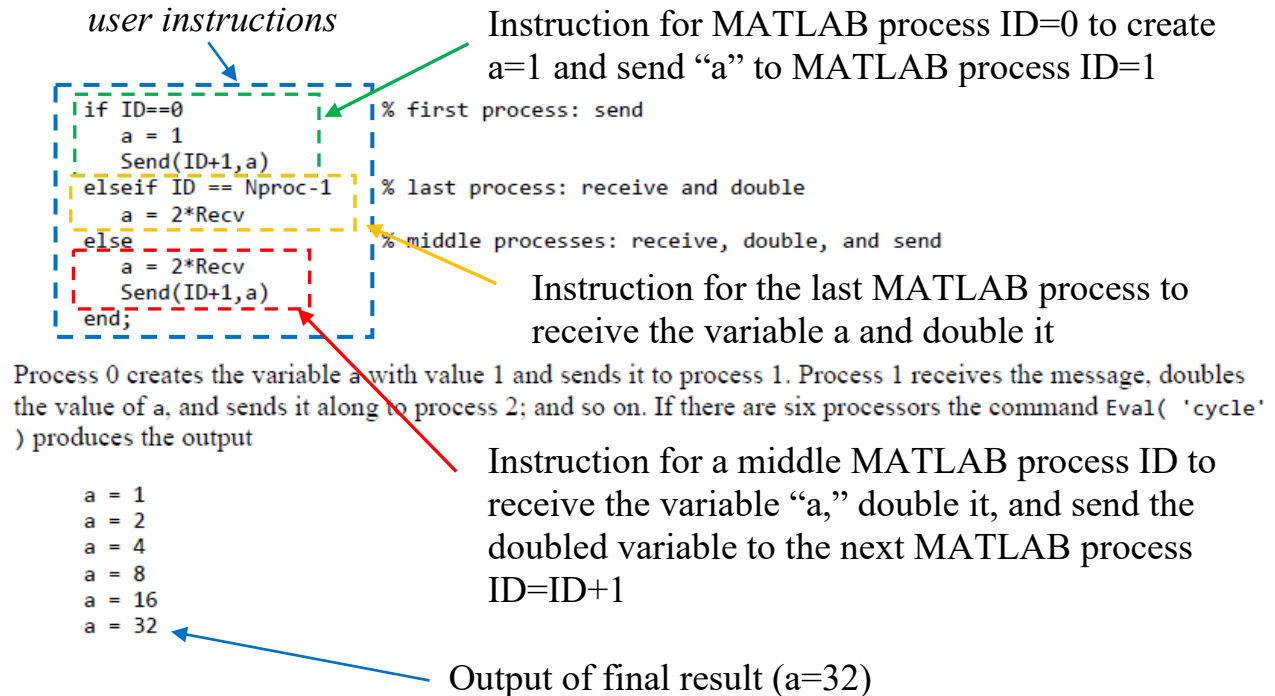 user instructions
Instruction for MATLAB process ID=0 to create
a=1 and send “a” to MATLAB process ID=1
if ID==0 % first process: send
a = 1
Send(ID+1,a)
elseif ID == Nproc-1 % last process: receive and double
a = 2*Recv
else % middle processes: receive, double, and send
a = 2*Recv
Send(ID+1,a)
end;
Instruction for the last MATLAB process to
receive the variable a and double it
Process 0 creates the variable a with value 1 and sends it to process 1. Process 1 receives the message, doubles
the value of a, and sends it along to process 2; and so on. If there are six processors the command Eval( 'cycle'
) produces the output
Instruction for a middle MATLAB process ID to
receive the variable “a,” double it, and send the
doubled variable to the next MATLAB process
ID=ID+1
a = 1
a = 2
a = 4
a = 8
a = 16
a = 32
Output of final result (a=32)